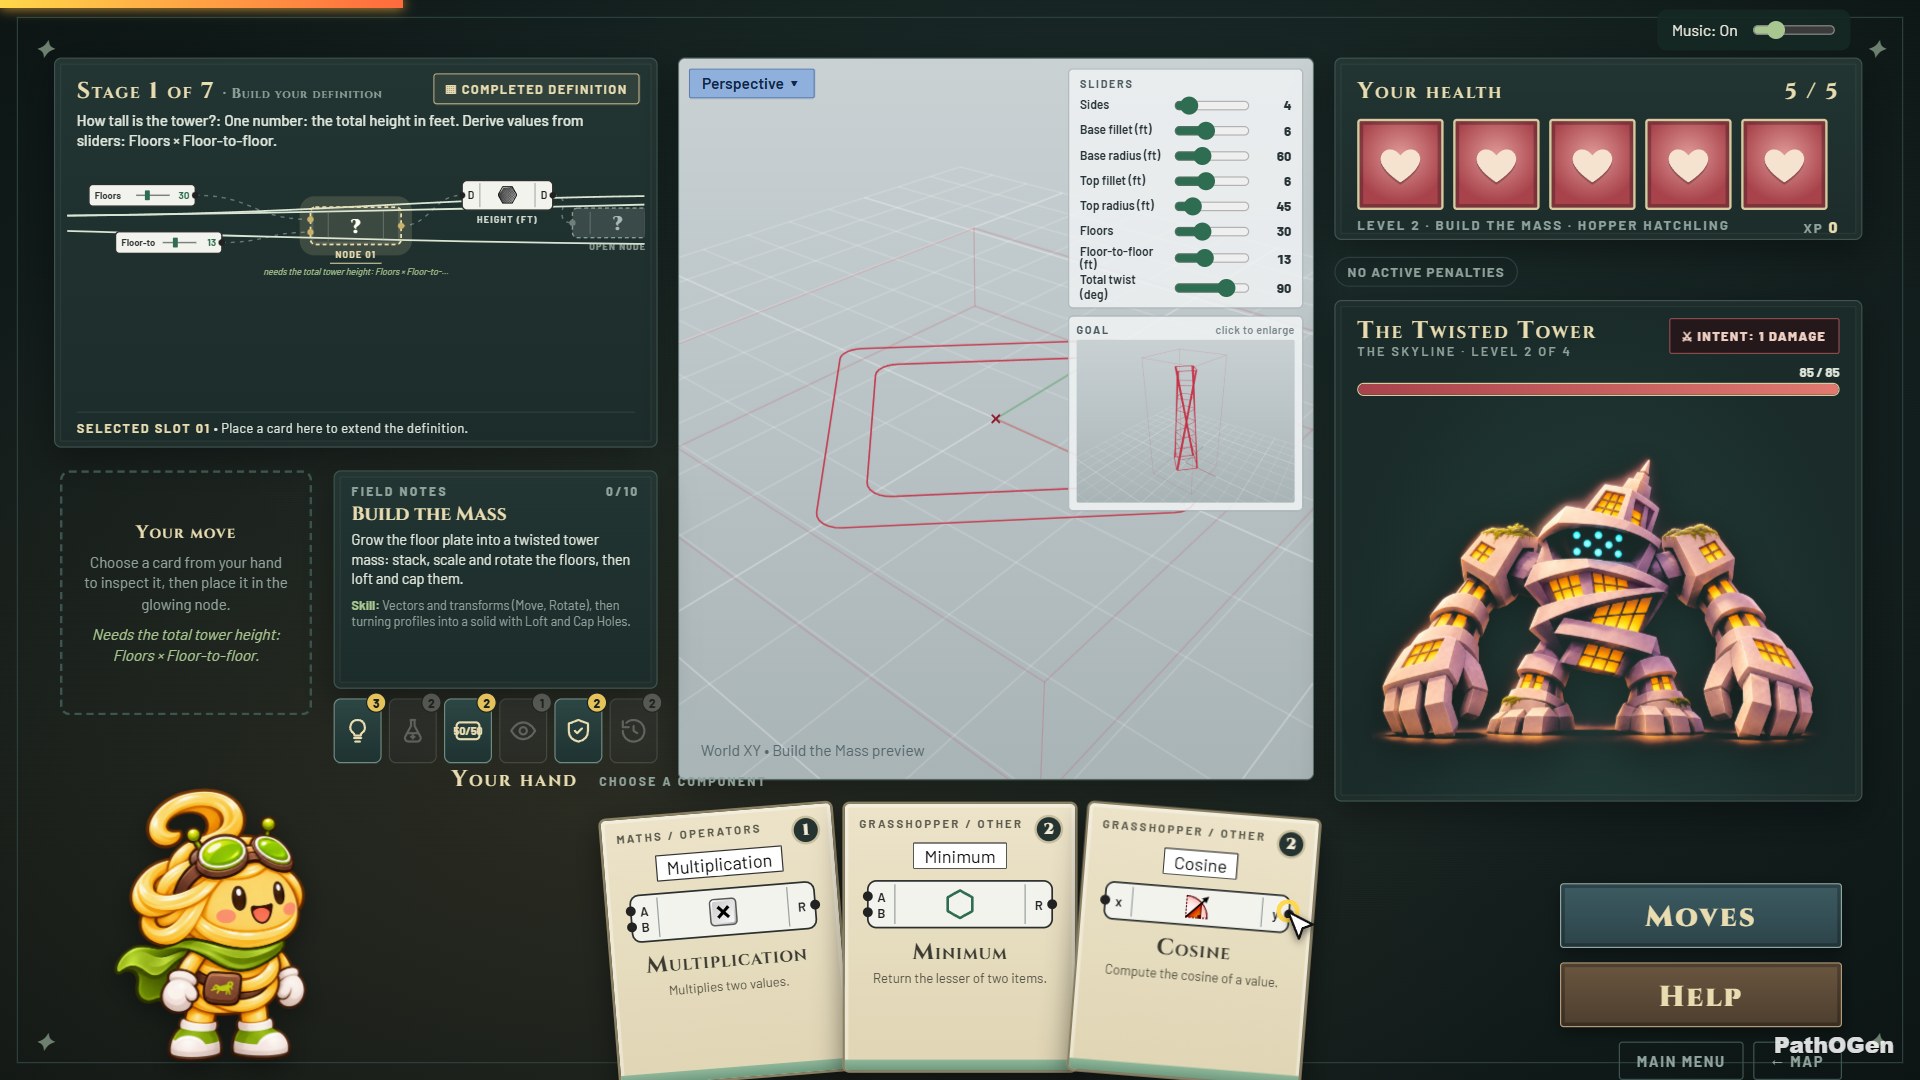 Music: On
STAGE 1 OF 7 · BUILD YOUR DEFINITION
COMPLETED DEFINITION
How tall is the tower?: One number: the total height in feet. Derive values from
sliders: Floors × Floor-to-floor.
Floors 30
Floor-to 13
?
NODE 01
needs the total tower height: Floors × Floor-to-...
D D
HEIGHT (FT)
?
OPEN NODE
SELECTED SLOT 01 • Place a card here to extend the definition.
YOUR MOVE
Choose a card from your hand
to inspect it, then place it in the
glowing node.
Needs the total tower height:
Floors × Floor-to-floor.
FIELD NOTES 0/10
BUILD THE MASS
Grow the floor plate into a twisted tower
mass: stack, scale and rotate the floors, then
loft and cap them.
Skill: Vectors and transforms (Move, Rotate), then
turning profiles into a solid with Loft and Cap Holes.
3 2 2 1 2 2
50/50
Perspective ▼
SLIDERS
Sides 4
Base fillet (ft) 6
Base radius (ft) 60
Top fillet (ft) 6
Top radius (ft) 45
Floors 30
Floor-to-floor
(ft) 13
Total twist
(deg) 90
GOAL click to enlarge
World XY • Build the Mass preview
YOUR HEALTH 5 / 5
LEVEL 2 · BUILD THE MASS · HOPPER HATCHLING XP 0
NO ACTIVE PENALTIES
THE TWISTED TOWER
THE SKYLINE · LEVEL 2 OF 4
INTENT: 1 DAMAGE
85 / 85
YOUR HAND CHOOSE A COMPONENT
MATHS / OPERATORS 1
Multiplication
A
B
R
MULTIPLICATION
Multiplies two values.
GRASSHOPPER / OTHER 2
Minimum
A
B
R
MINIMUM
Return the lesser of two items.
GRASSHOPPER / OTHER 2
Cosine
x y
COSINE
Compute the cosine of a value.
MOVES
HELP
MAIN MENU
← MAP
PathOGen